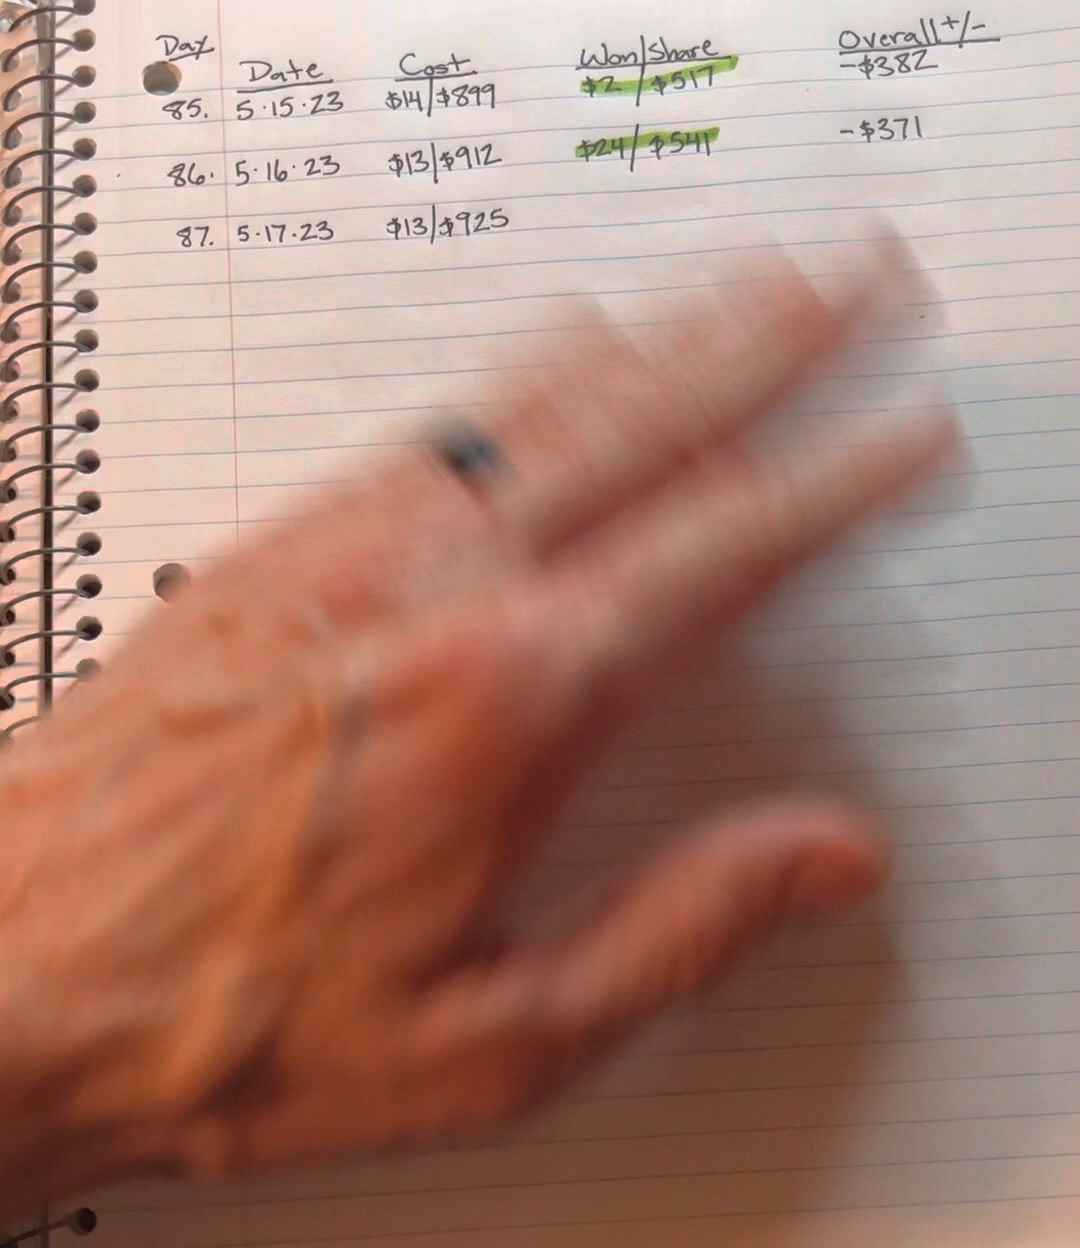 Day Date Cost Won/Share Overall +/-
85. 5.15.23 $14/$899 $2/$517 -$382
86. 5.16.23 $13/$912 $24/$541 -$371
87. 5.17.23 $13/$925